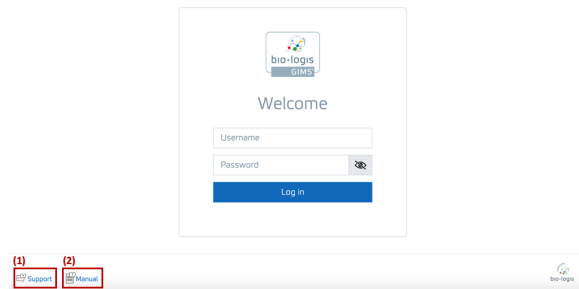 bio·logis
GIMS
Welcome
Username
Password
Log in
(1) (2)
Support Manual
bio·logis